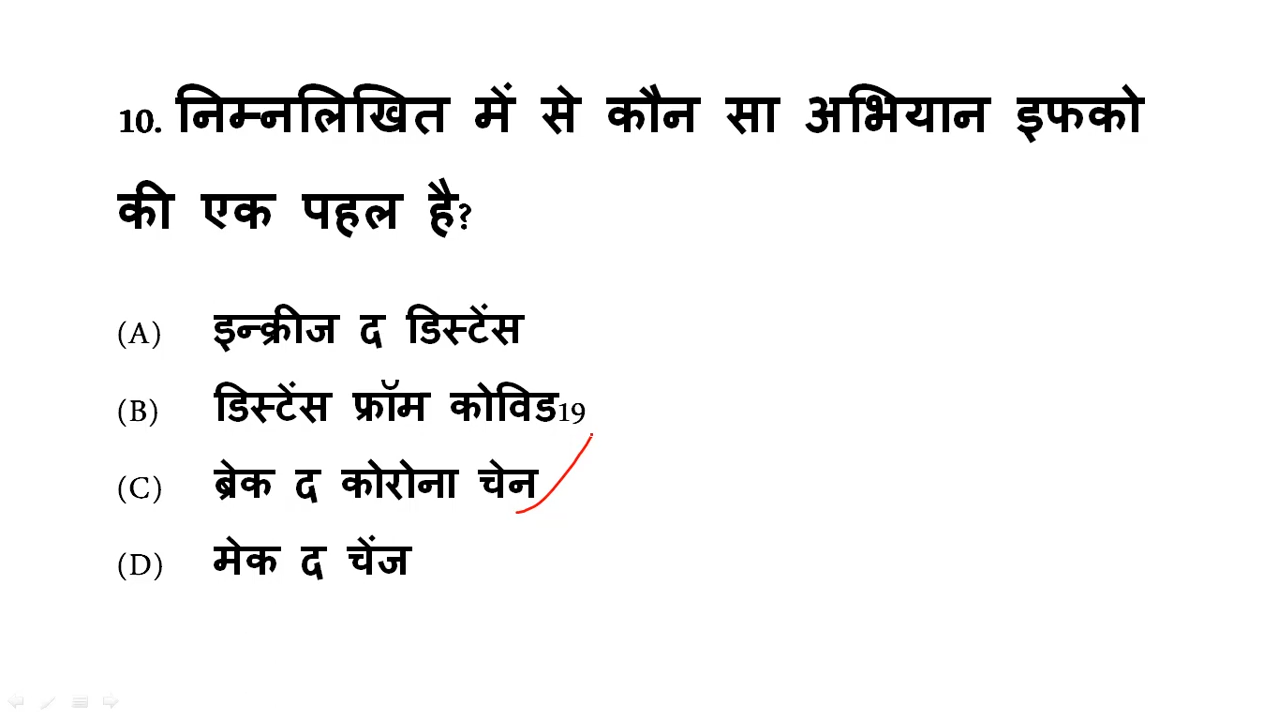 10. निम्नलिखित में से कौन सा अभियान इफको
की एक पहल है?
(A) इन्क्रीज द डिस्टेंस
(B) डिस्टेंस फ्रॉम कोविड19
(C) ब्रेक द कोरोना चेन
(D) मेक द चेंज